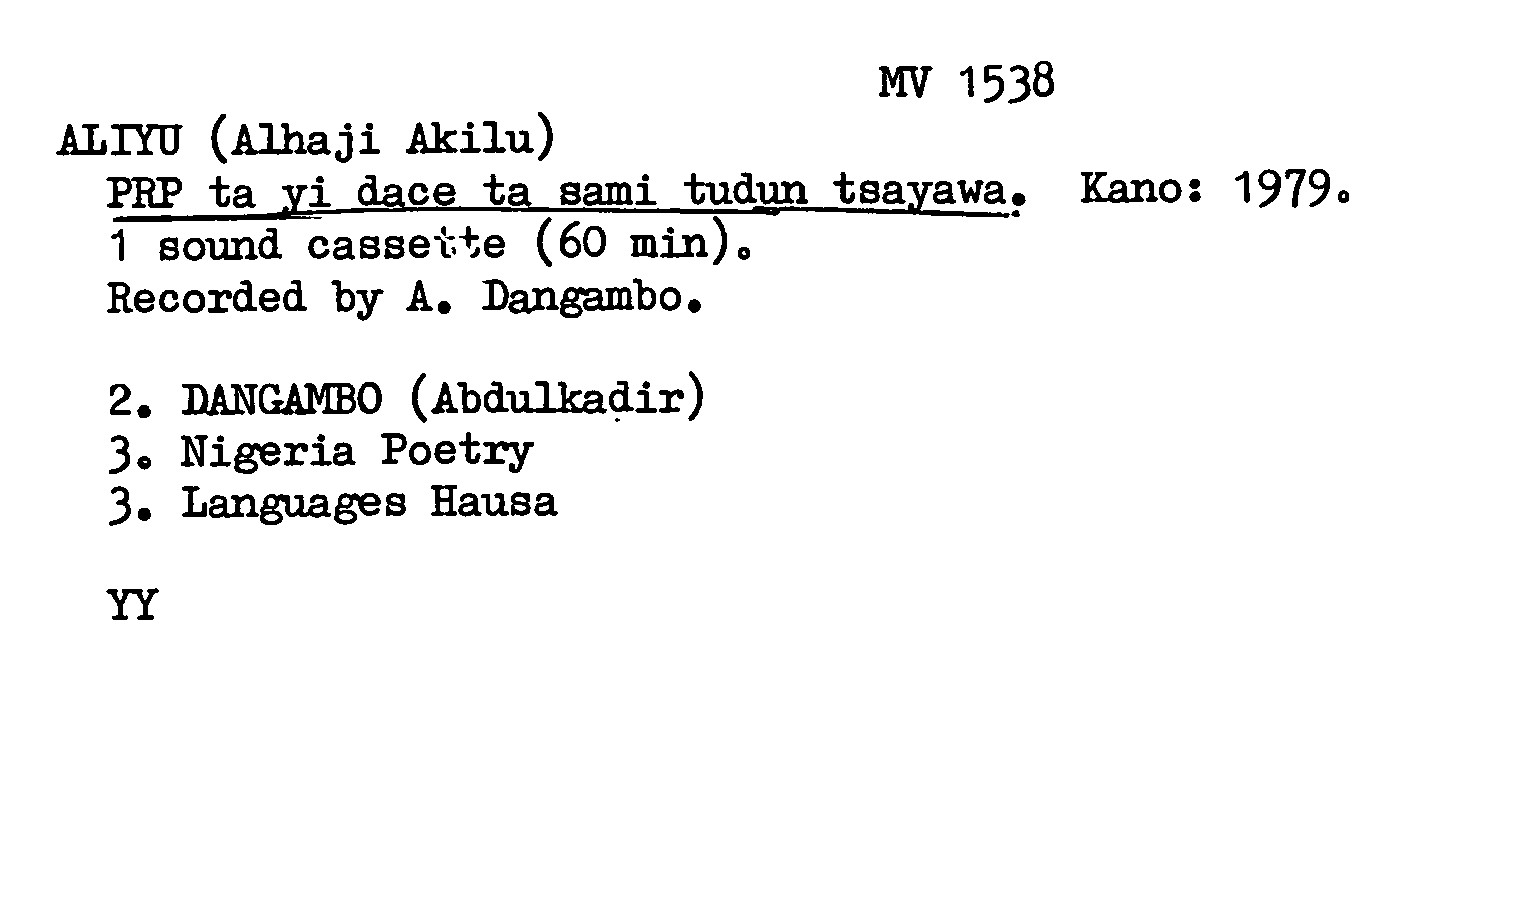 MV 1538
ALIYU (Alhaji Akilu)
PRP ta yi dace ta sami tudun tsayawa. Kano: 1979.
1 sound cassette (60 min).
Recorded by A. Dangambo.
2. DANGAMBO (Abdulkadir)
3. Nigeria Poetry
3. Languages Hausa
YY